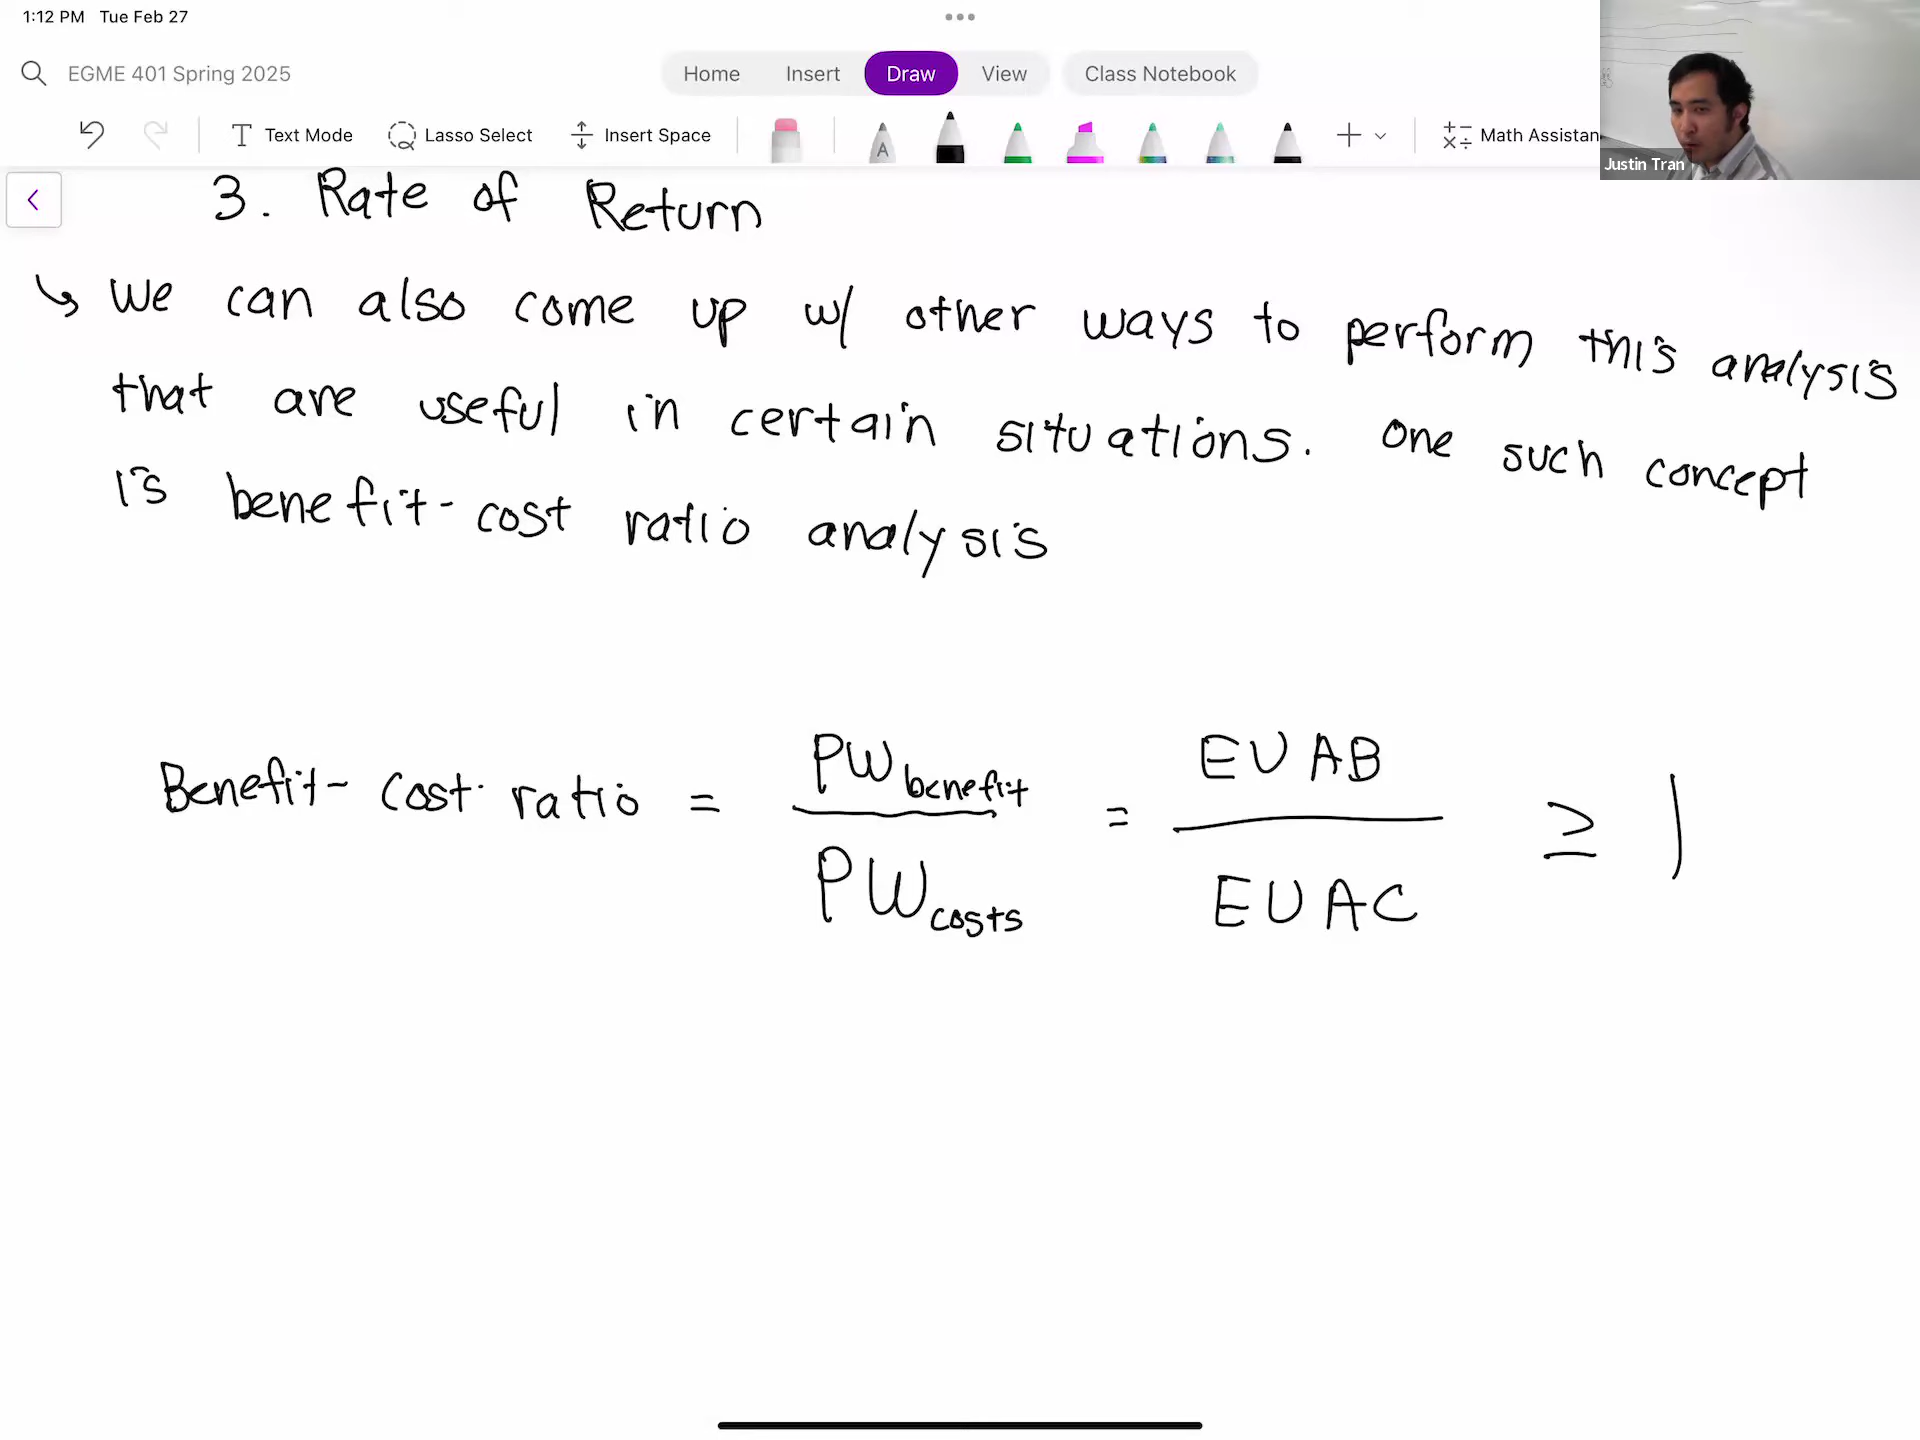 1:12 PM Tue Feb 27
EGME 401 Spring 2025
Home Insert Draw View Class Notebook
Text Mode Lasso Select Insert Space A Math Assistan
Justin Tran
3. Rate of Return
↳ we can also come up w/ other ways to perform this analysis
that are useful in certain situations. One such concept
is benefit-cost ratio analysis
Benefit-cost ratio = PW benefit / PW costs = EUAB / EUAC ≥ 1